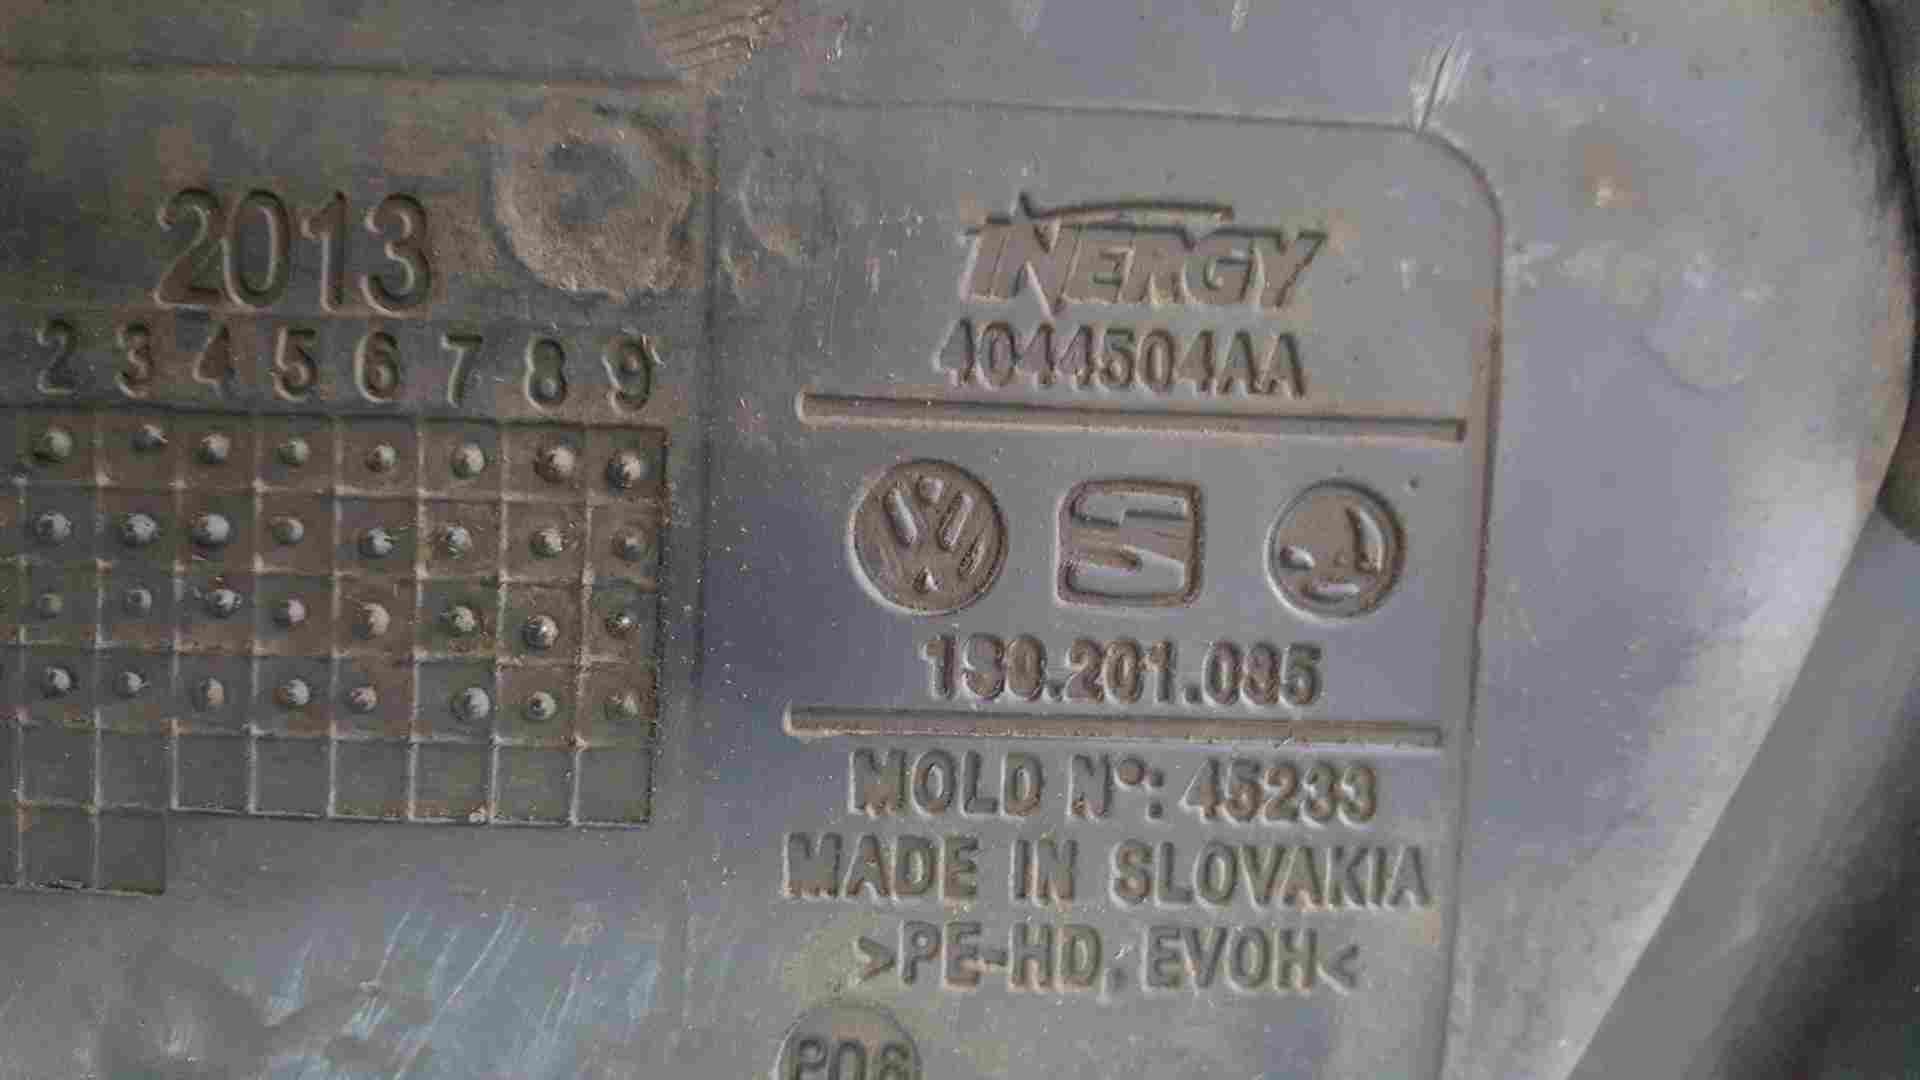 2013
2 3 4 5 6 7 8 9
INERGY
4044504AA
1S0.201.085
MOLD N°: 45233
MADE IN SLOVAKIA
>PE-HD, EVOH<
PD6